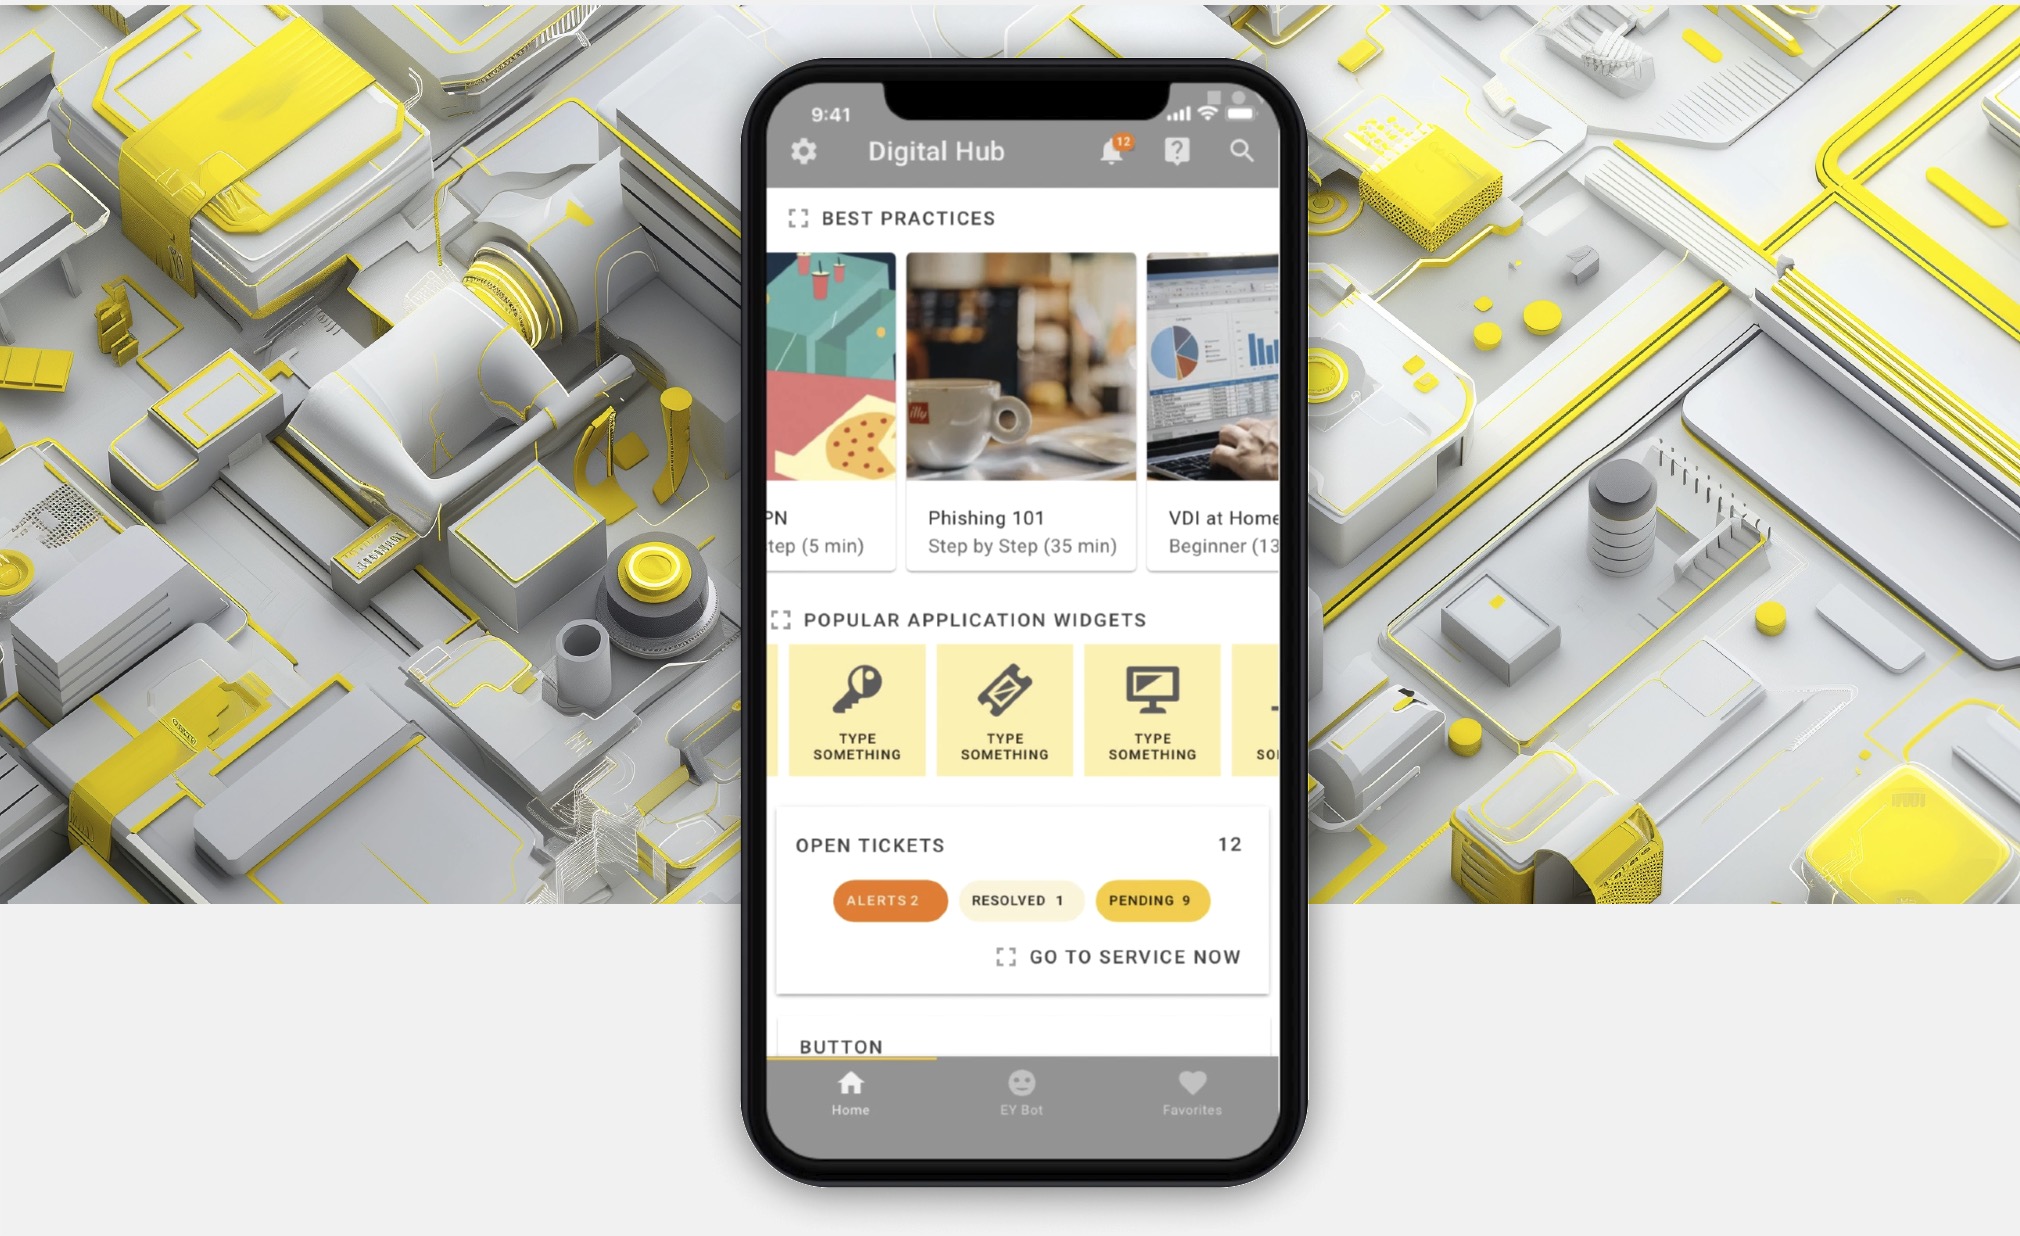 9:41
Digital Hub
12
BEST PRACTICES
illy
PN
tep (5 min)
Phishing 101
Step by Step (35 min)
VDI at Home
Beginner (13
POPULAR APPLICATION WIDGETS
TYPE
SOMETHING
TYPE
SOMETHING
TYPE
SOMETHING
SO
OPEN TICKETS 12
ALERTS 2
RESOLVED 1
PENDING 9
GO TO SERVICE NOW
BUTTON
Home
EY Bot
Favorites